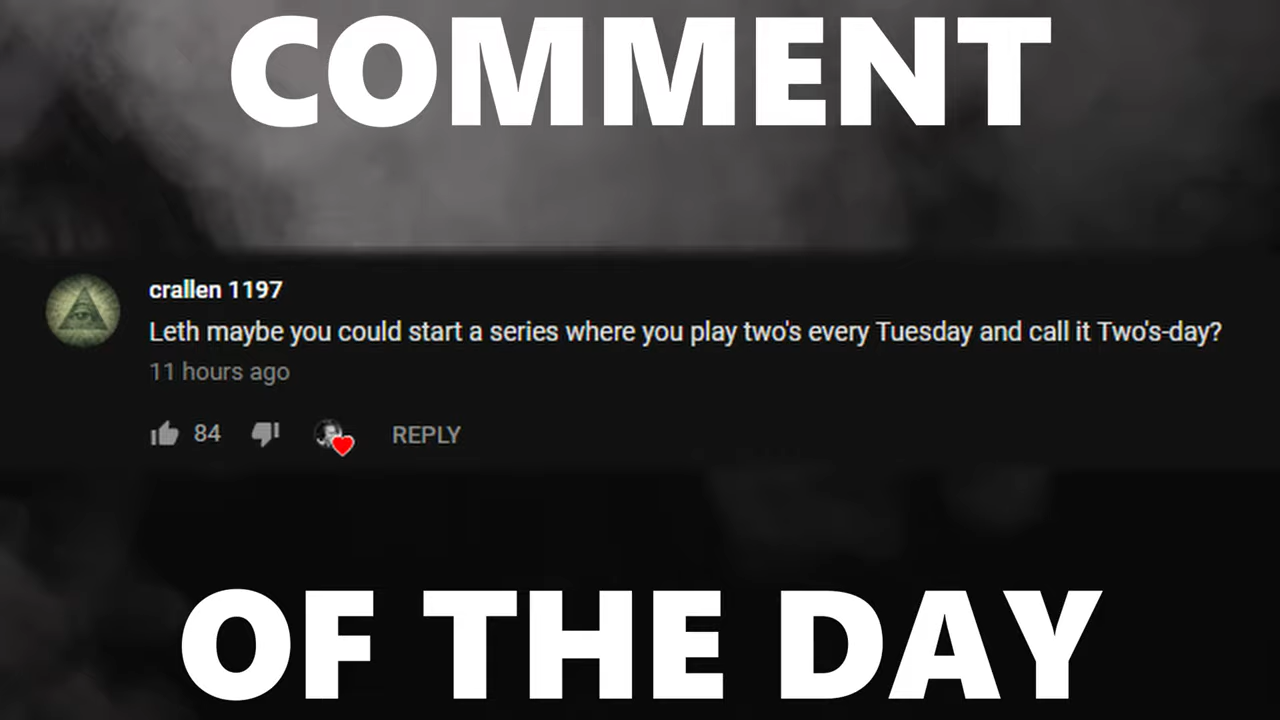 COMMENT
crallen 1197
Leth maybe you could start a series where you play two's every Tuesday and call it Two's-day?
11 hours ago
84
REPLY
OF THE DAY